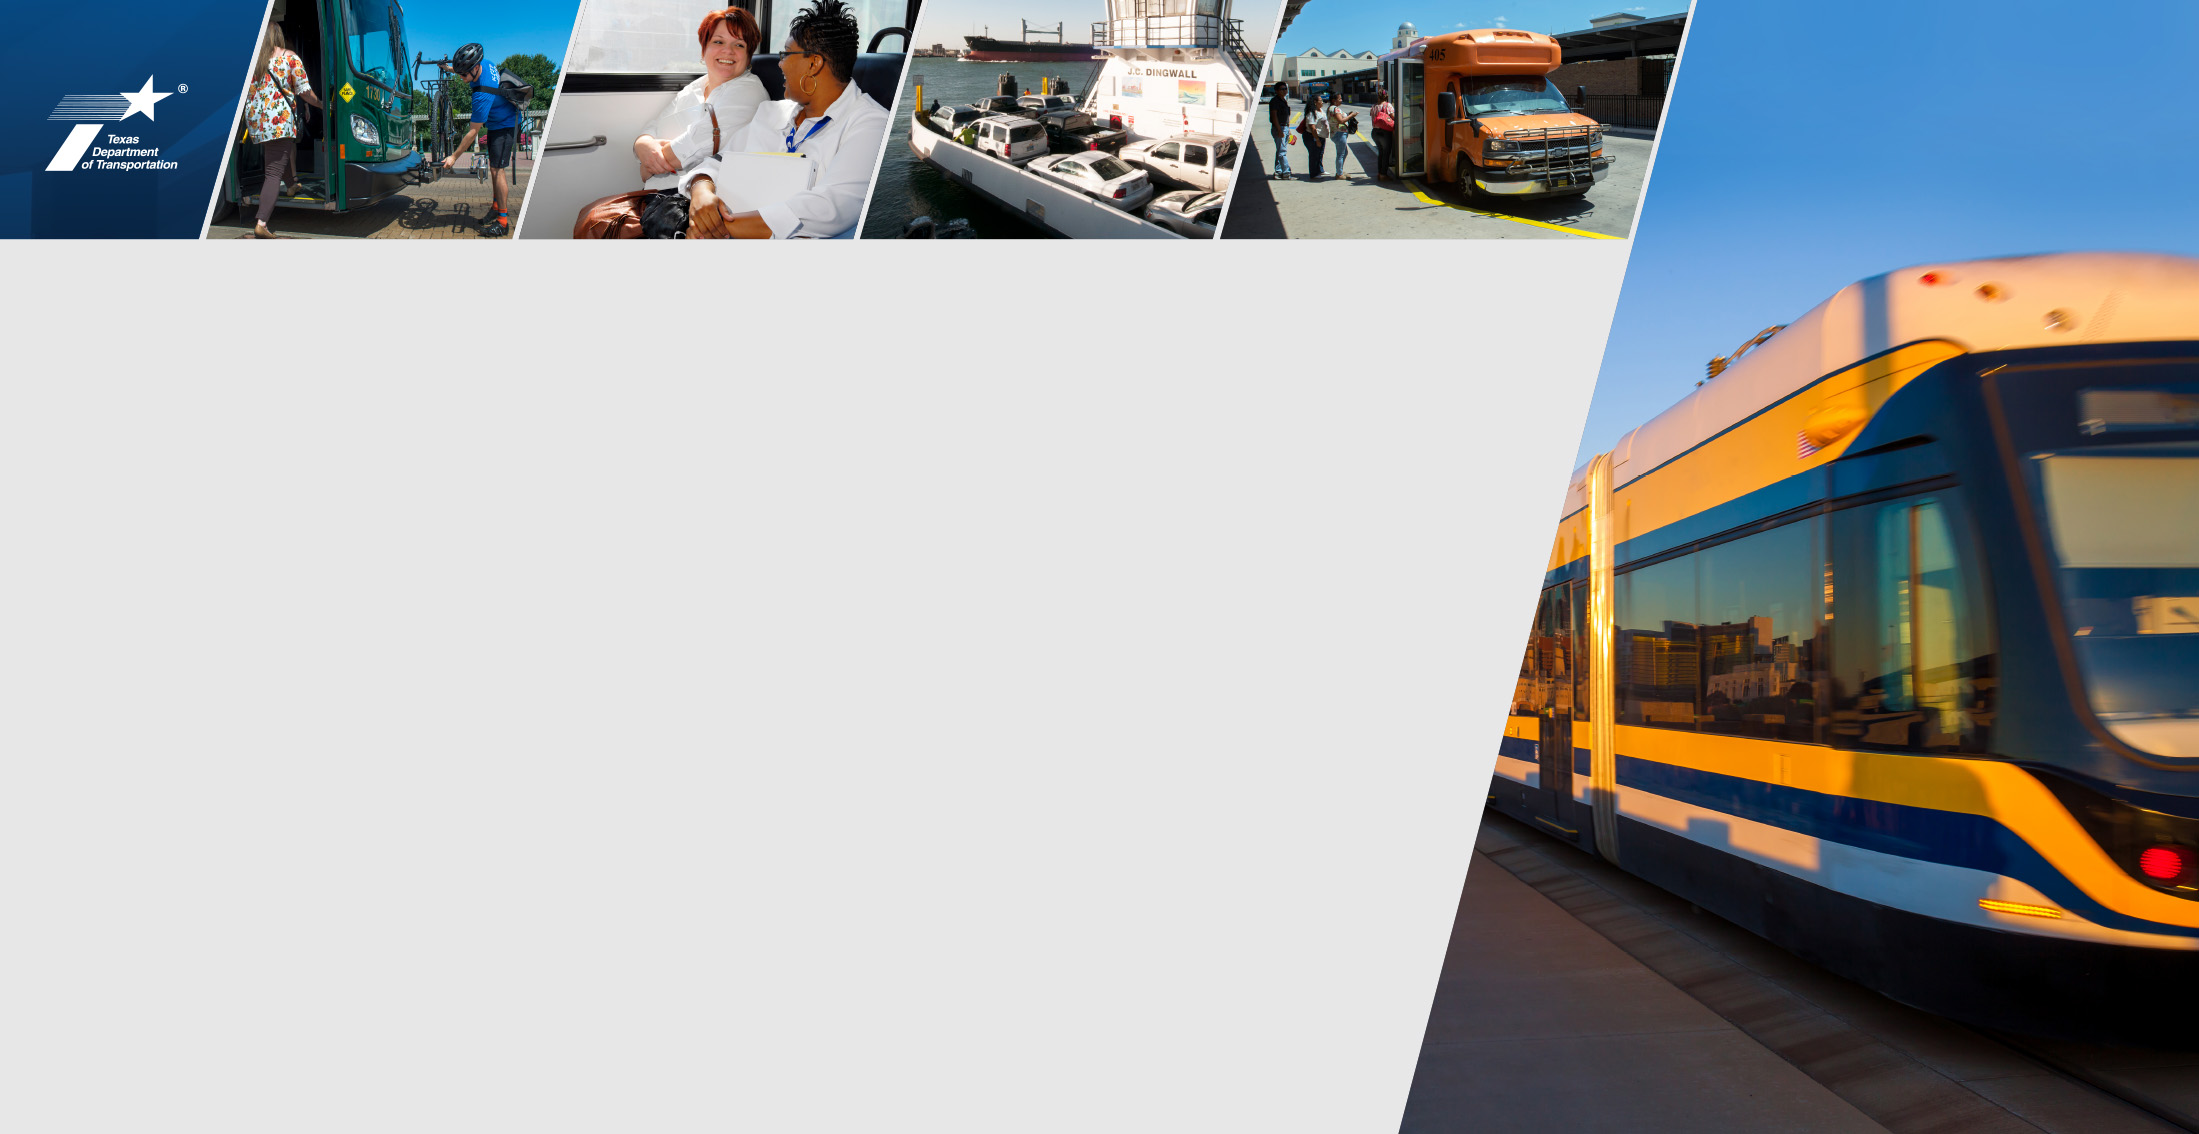 ®
Texas
Department
of Transportation
J.C. DINGWALL
405